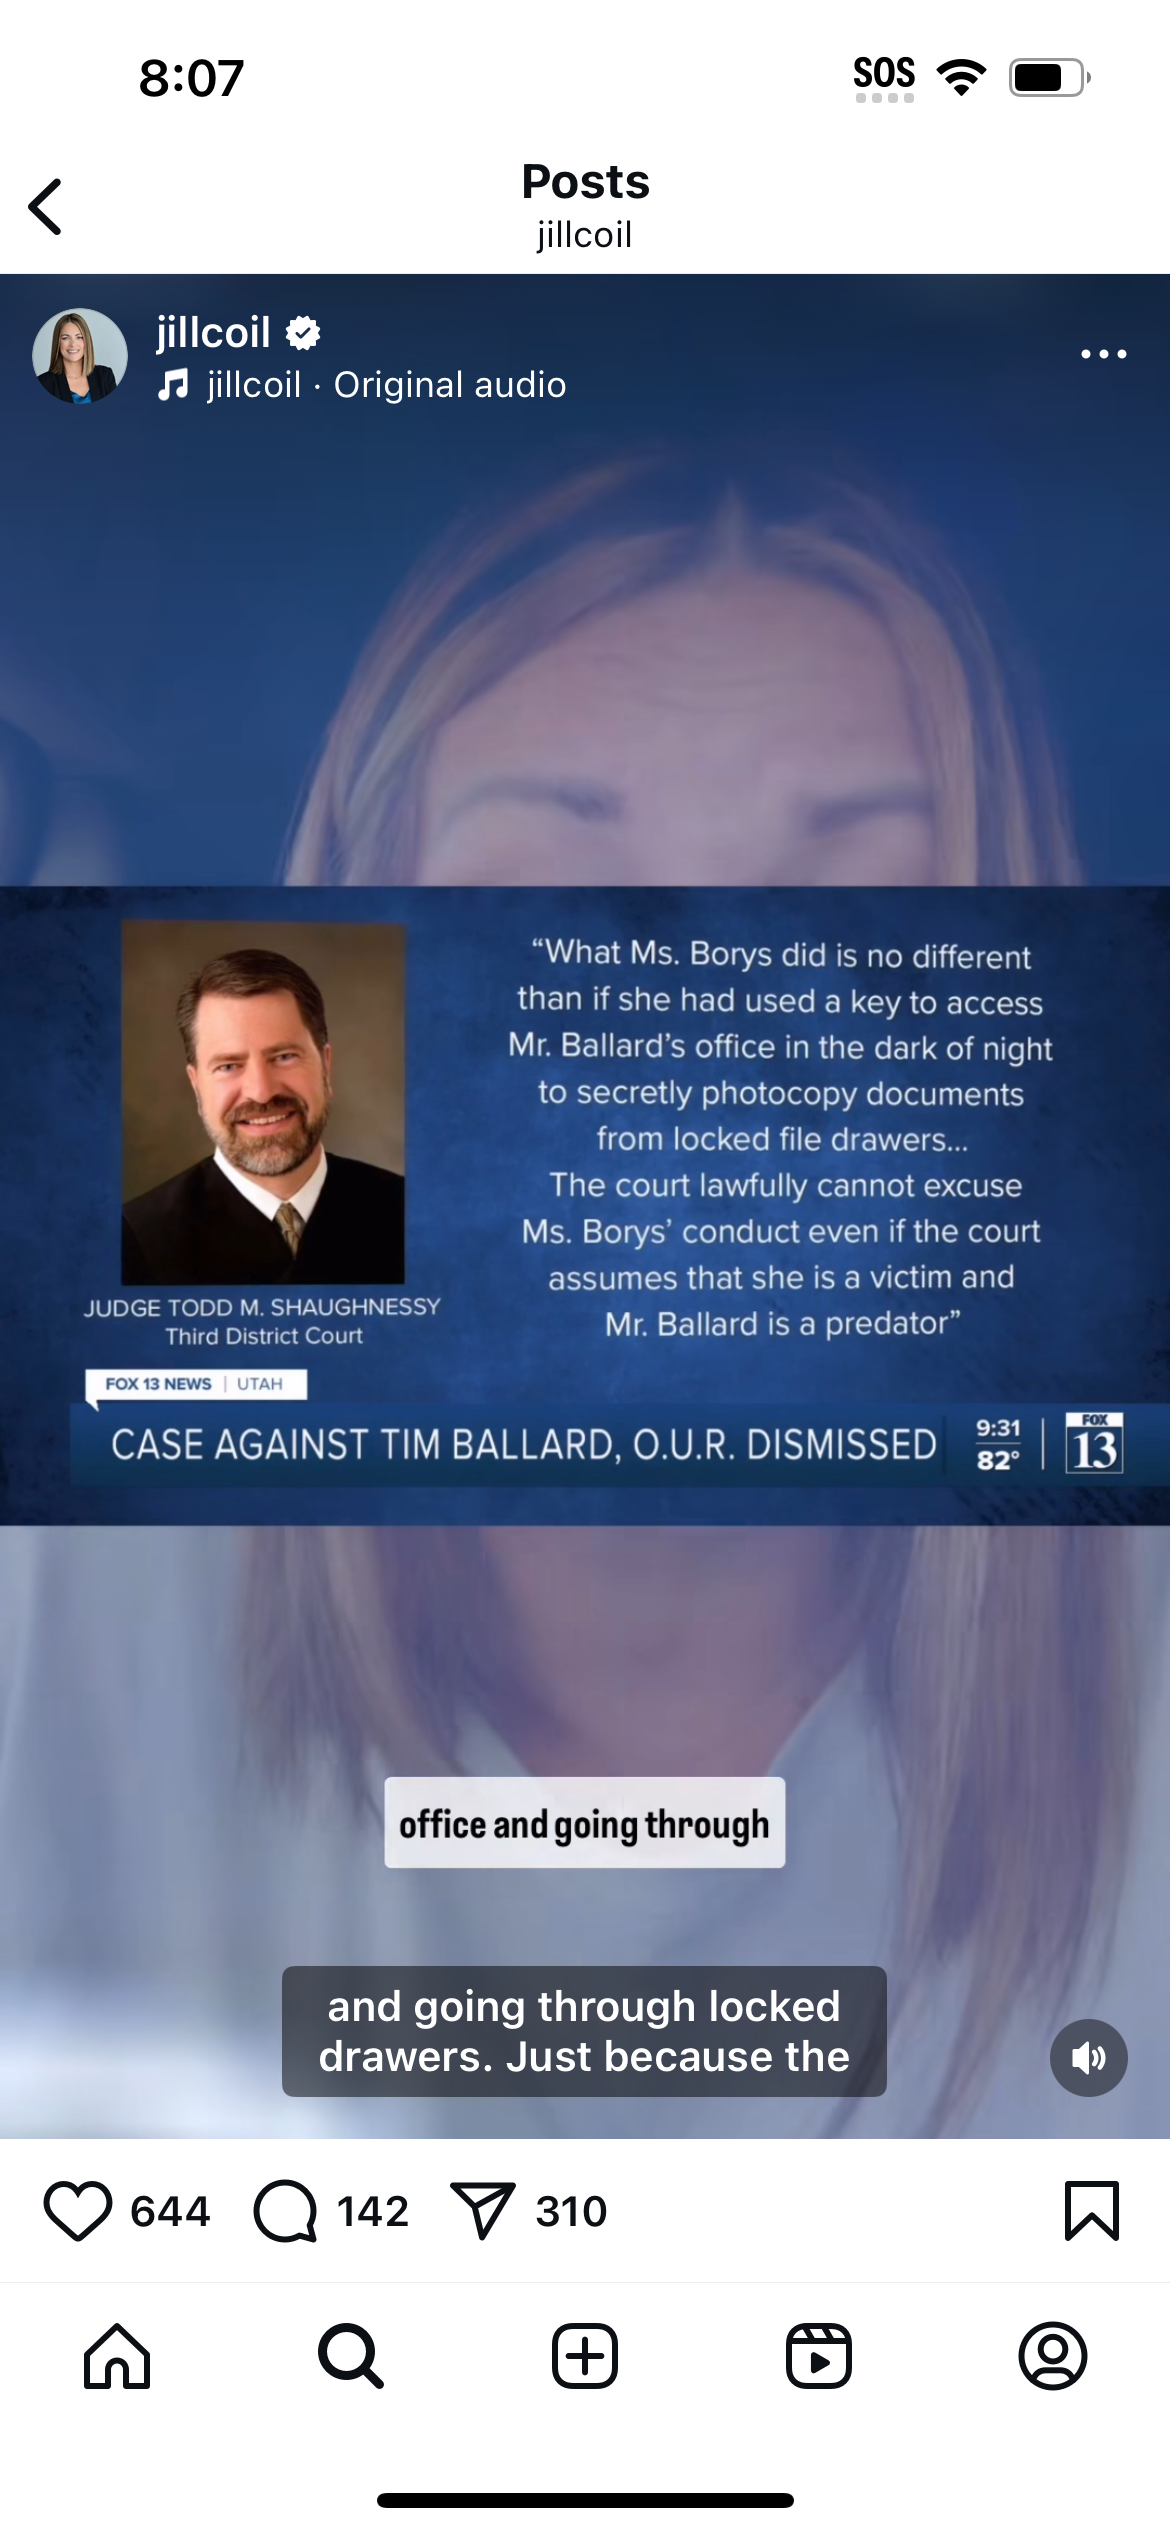 8:07
SOS
Posts
jillcoil
jillcoil
jillcoil · Original audio
“What Ms. Borys did is no different
than if she had used a key to access
Mr. Ballard’s office in the dark of night
to secretly photocopy documents
from locked file drawers...
The court lawfully cannot excuse
Ms. Borys’ conduct even if the court
assumes that she is a victim and
Mr. Ballard is a predator”
JUDGE TODD M. SHAUGHNESSY
Third District Court
FOX 13 NEWS | UTAH
CASE AGAINST TIM BALLARD, O.U.R. DISMISSED
9:31
82°
FOX
13
office and going through
and going through locked
drawers. Just because the
644
142
310